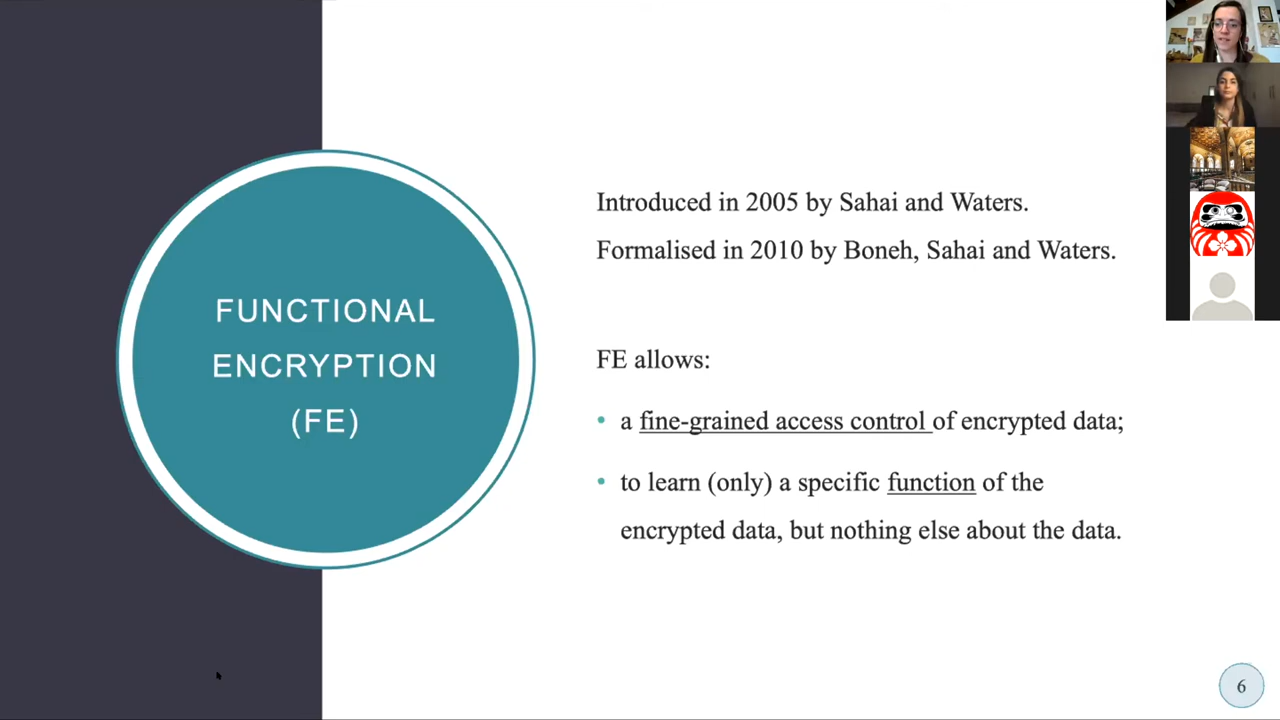 FUNCTIONAL
ENCRYPTION
(FE)
Introduced in 2005 by Sahai and Waters.
Formalised in 2010 by Boneh, Sahai and Waters.
FE allows:
• a fine-grained access control of encrypted data;
• to learn (only) a specific function of the
encrypted data, but nothing else about the data.
6